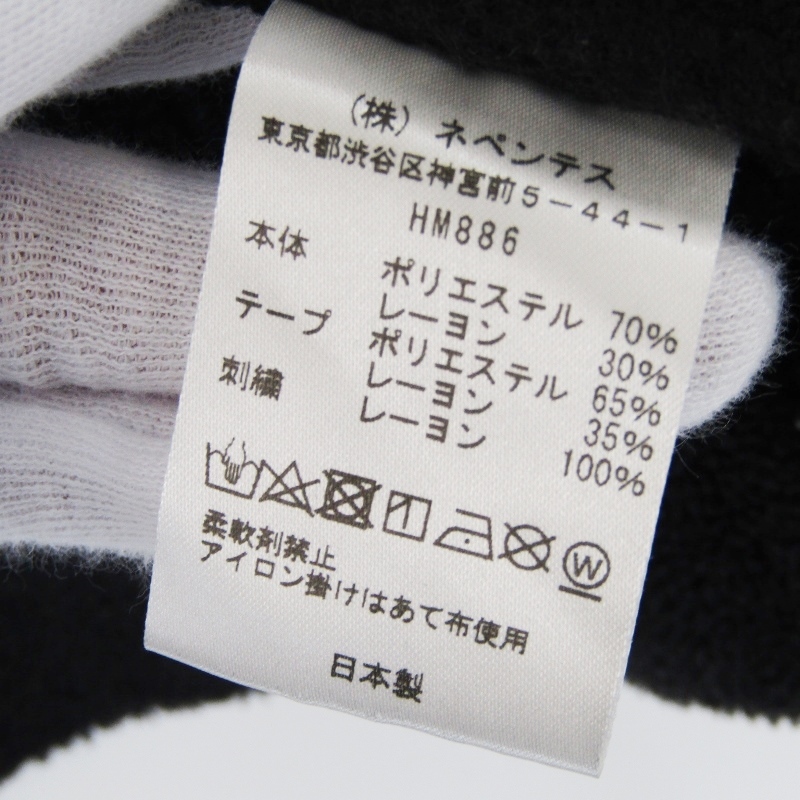 （株）ネペンテス
東京都渋谷区神宮前５－４４－１
HM886
本体 ポリエステル 70%
レーヨン 30%
テープ ポリエステル 65%
レーヨン 35%
刺繍 レーヨン 100%
W
柔軟剤禁止
アイロン掛けはあて布使用
日本製